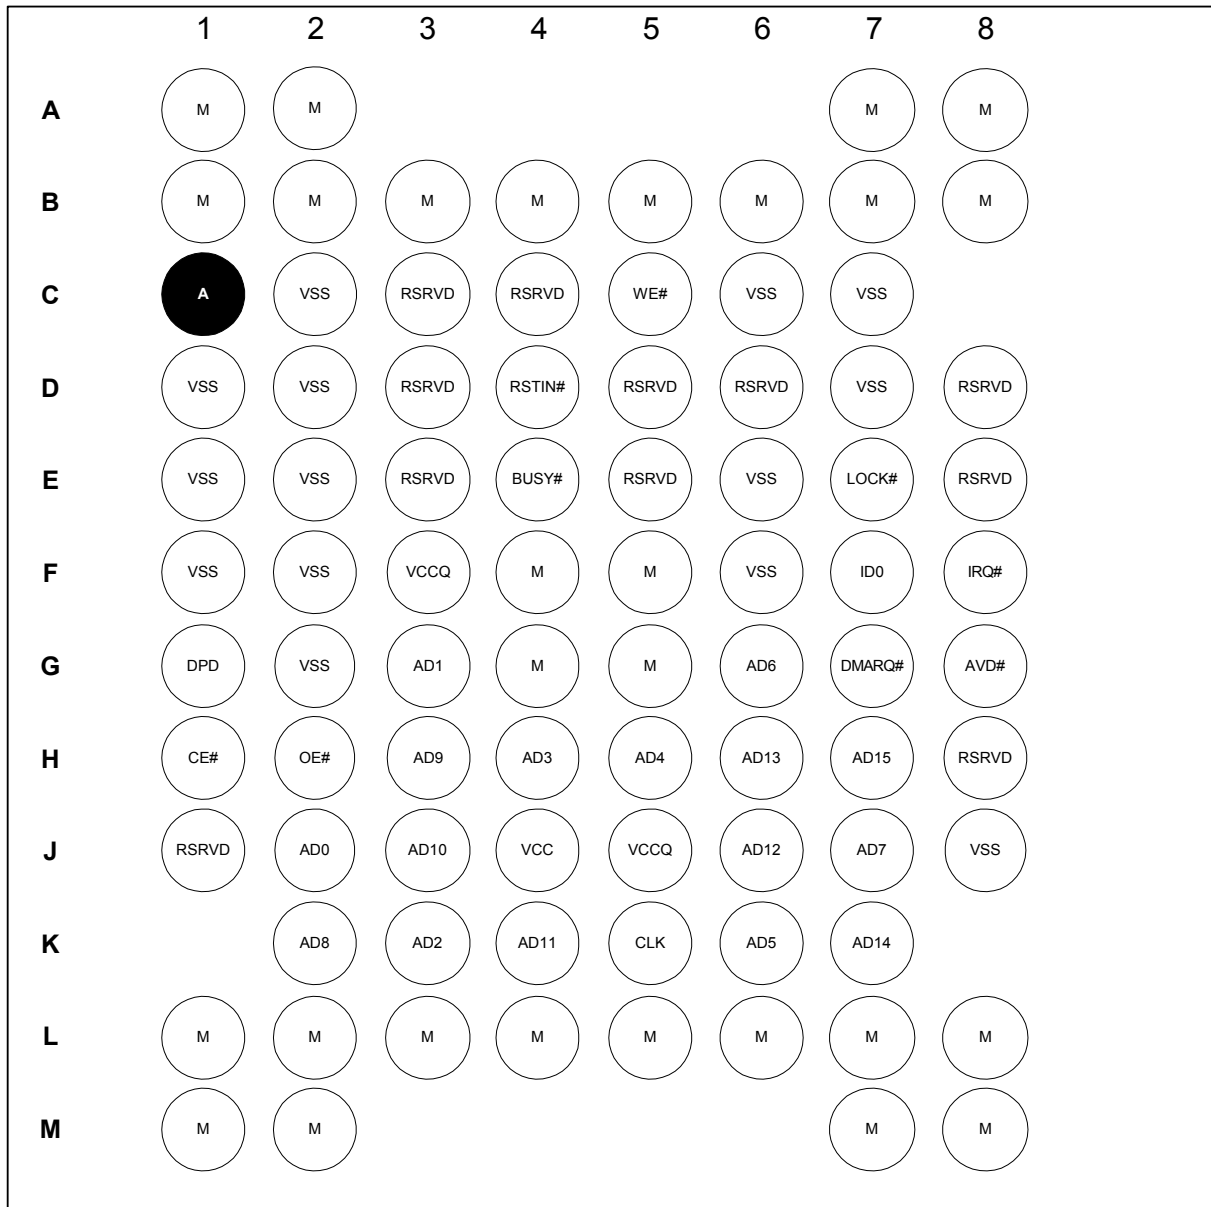 1 2 3 4 5 6 7 8
A M M M M
B M M M M M M M M
C A VSS RSRVD RSRVD WE# VSS VSS
D VSS VSS RSRVD RSTIN# RSRVD RSRVD VSS RSRVD
E VSS VSS RSRVD BUSY# RSRVD VSS LOCK# RSRVD
F VSS VSS VCCQ M M VSS ID0 IRQ#
G DPD VSS AD1 M M AD6 DMARQ# AVD#
H CE# OE# AD9 AD3 AD4 AD13 AD15 RSRVD
J RSRVD AD0 AD10 VCC VCCQ AD12 AD7 VSS
K AD8 AD2 AD11 CLK AD5 AD14
L M M M M M M M M
M M M M M